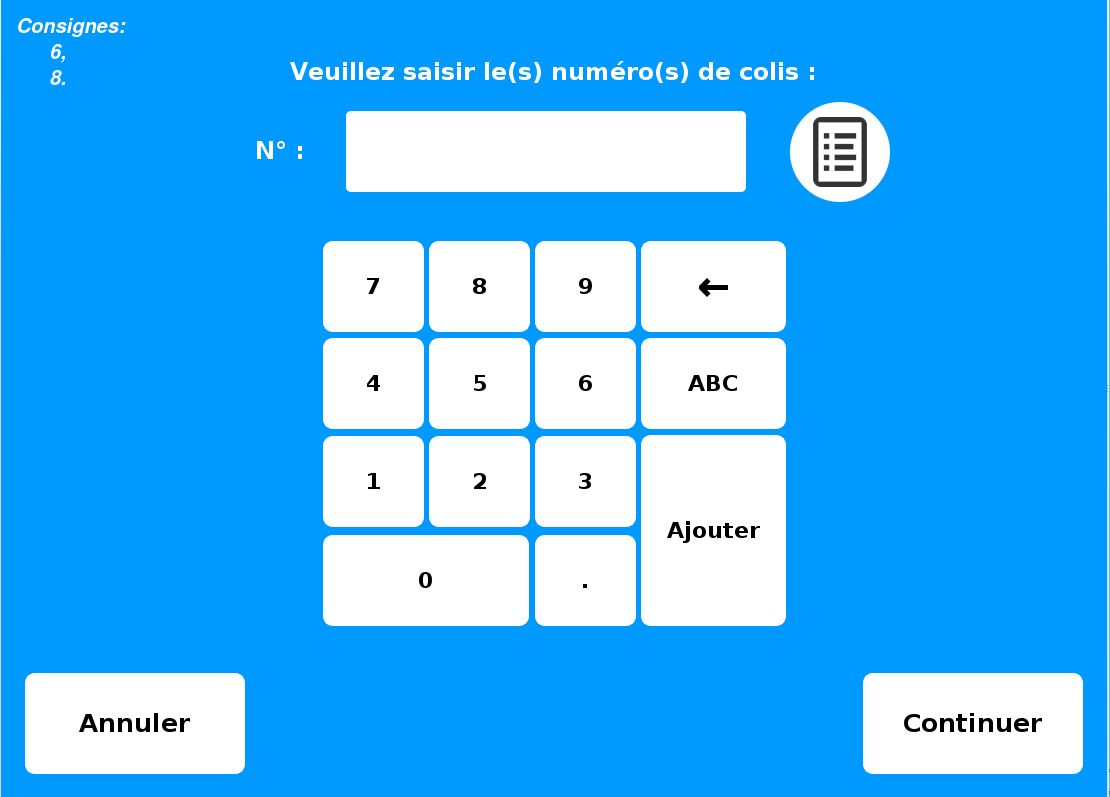 Consignes:
6,
8.
Veuillez saisir le(s) numéro(s) de colis :
N° :
7 8 9 ←
4 5 6 ABC
1 2 3
Ajouter
0 .
Annuler Continuer